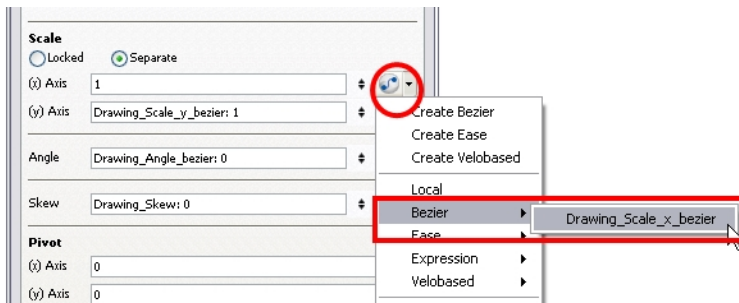 Scale
Locked Separate
(x) Axis 1
Create Bezier
(y) Axis Drawing_Scale_y_bezier: 1
Create Ease
Angle Drawing_Angle_bezier: 0
Create Velobased
Local
Skew Drawing_Skew: 0
Bezier Drawing_Scale_x_bezier
Pivot
Ease
(x) Axis 0
Expression
(y) Axis 0
Velobased